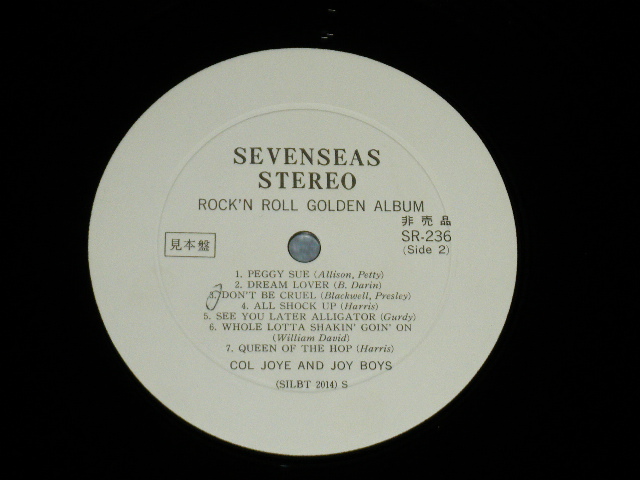 SEVENSEAS
STEREO
ROCK'N ROLL GOLDEN ALBUM
非売品
見本盤
SR-236
(Side 2)
1. PEGGY SUE (Allison, Petty)
2. DREAM LOVER (B. Darin)
3. DON'T BE CRUEL (Blackwell, Presley)
4. ALL SHOCK UP (Harris)
5. SEE YOU LATER ALLIGATOR (Gurdy)
6. WHOLE LOTTA SHAKIN' GOIN' ON
(William David)
7. QUEEN OF THE HOP (Harris)
COL JOYE AND JOY BOYS
(SILBT 2014) S